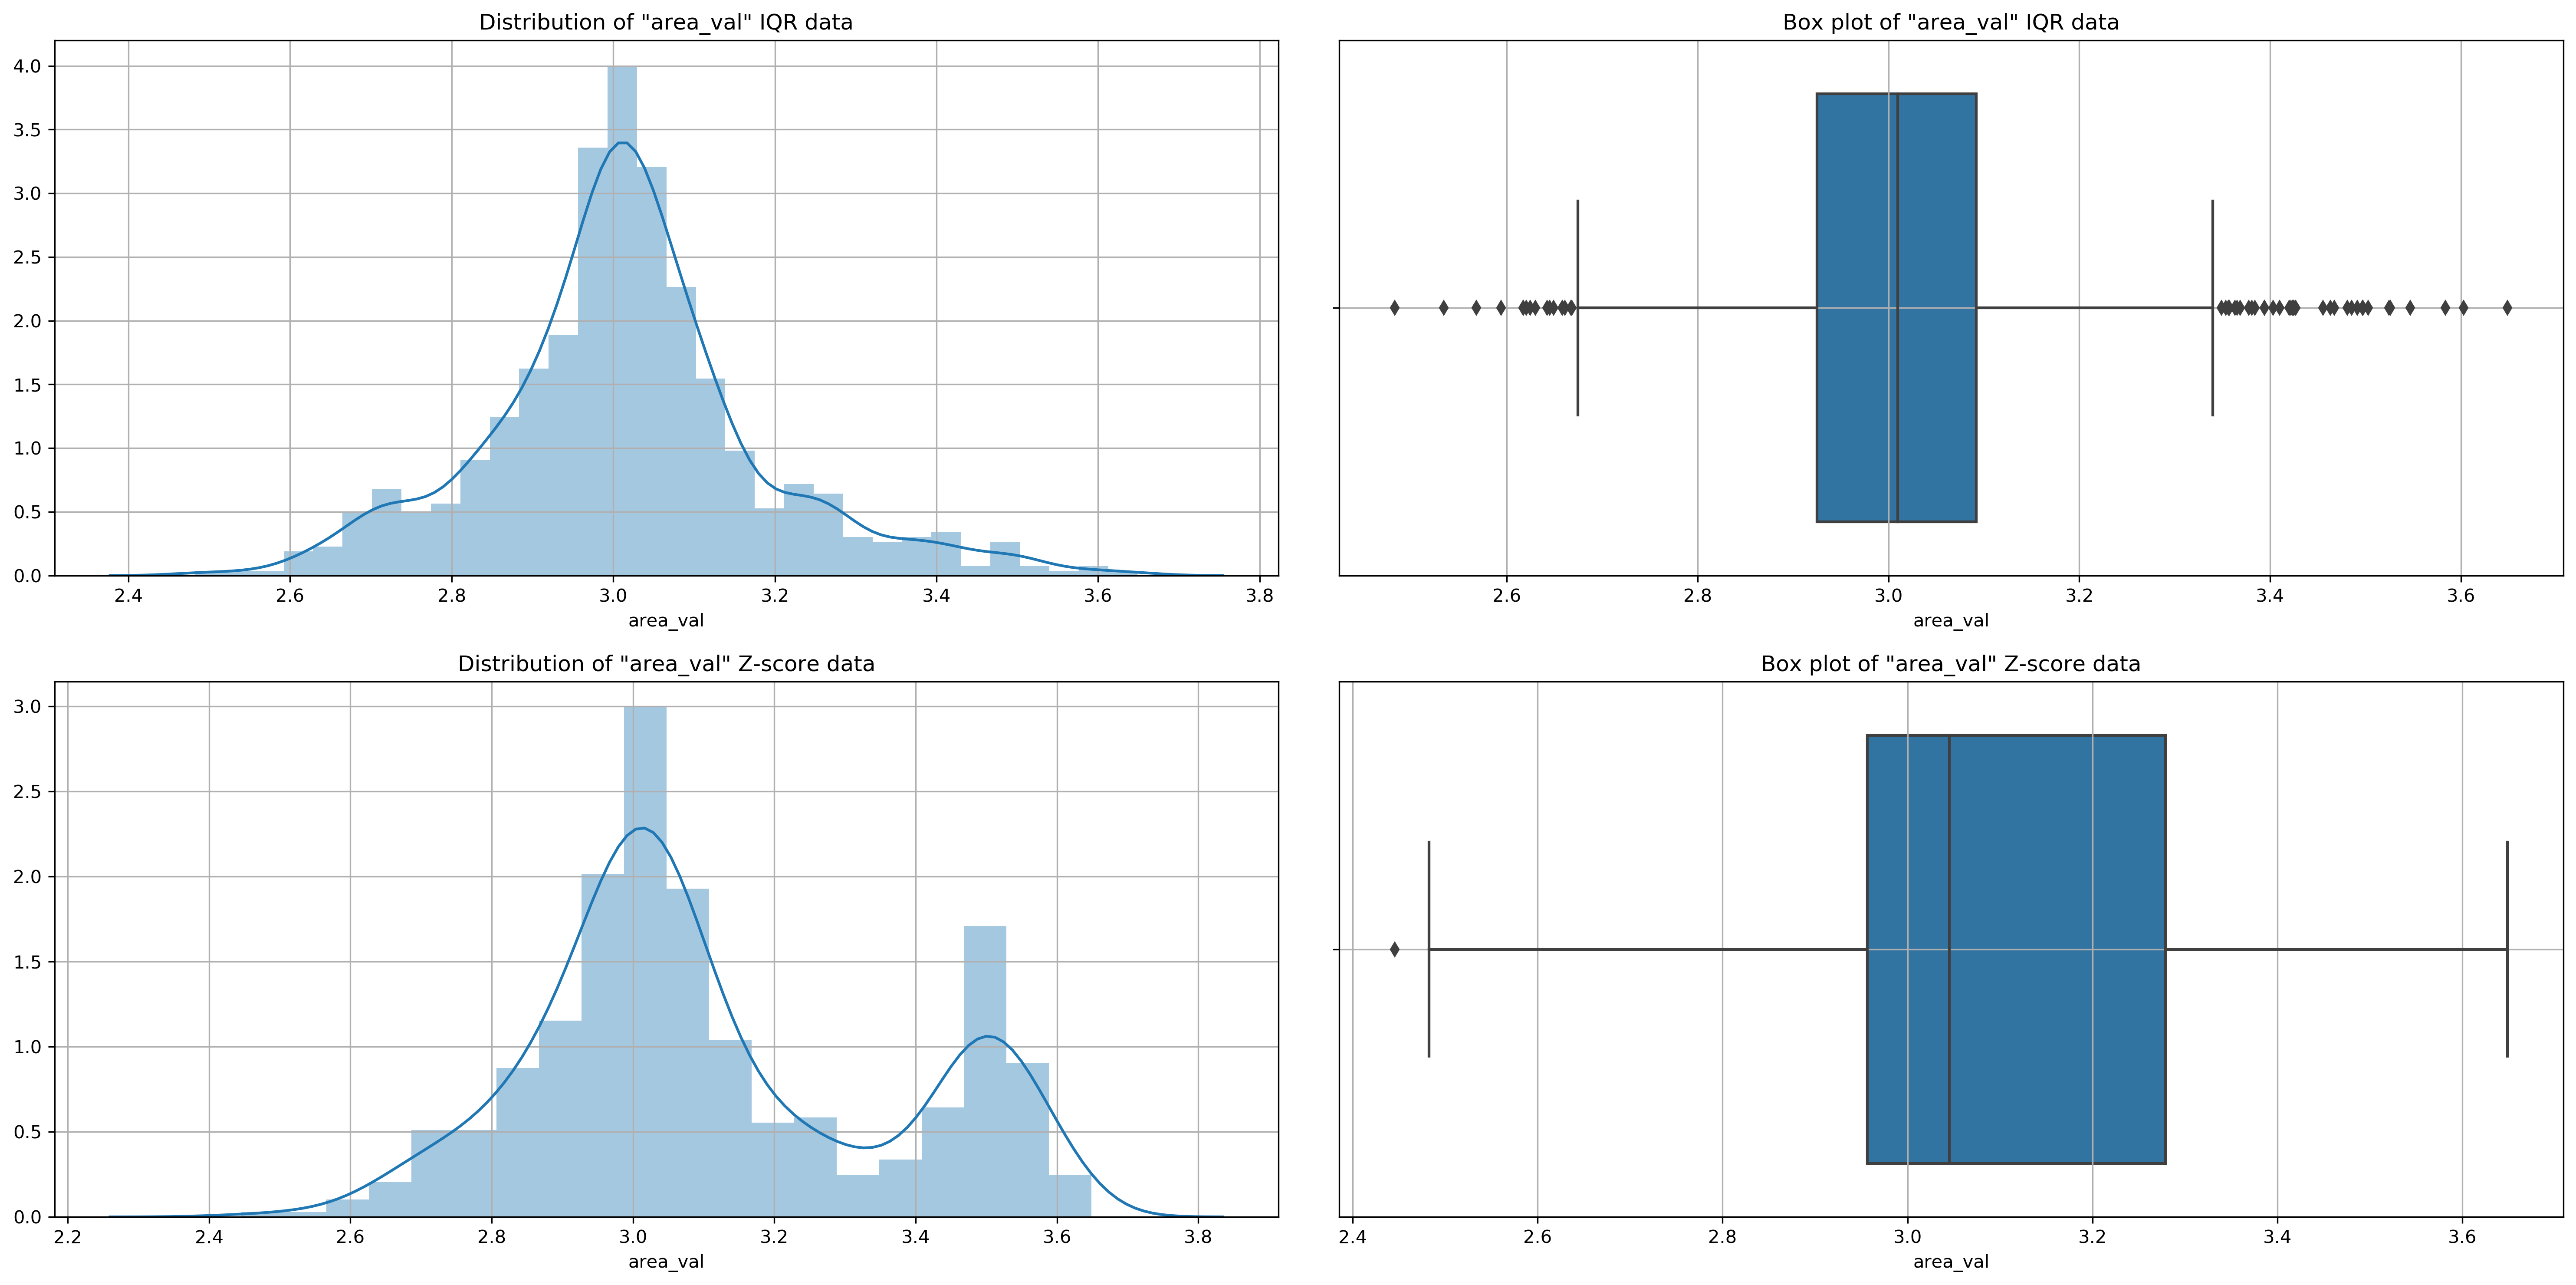 Distribution of "area_val" IQR data
4.0
3.5
3.0
2.5
2.0
1.5
1.0
0.5
0.0
2.4 2.6 2.8 3.0 3.2 3.4 3.6 3.8
area_val
Box plot of "area_val" IQR data
2.6 2.8 3.0 3.2 3.4 3.6
area_val
Distribution of "area_val" Z-score data
3.0
2.5
2.0
1.5
1.0
0.5
0.0
2.2 2.4 2.6 2.8 3.0 3.2 3.4 3.6 3.8
area_val
Box plot of "area_val" Z-score data
2.4 2.6 2.8 3.0 3.2 3.4 3.6
area_val